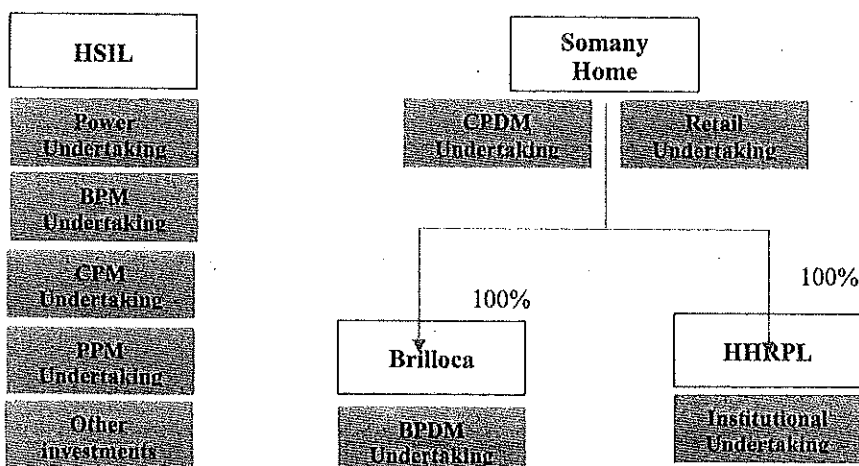 HSIL
Power
Undertaking
BPM
Undertaking
CPM
Undertaking
PPM
Undertaking
Other
investments
Somany
Home
CPDM
Undertaking
Retail
Undertaking
100%
100%
Brilloca
HHRPL
BPDM
Undertaking
Institutional
Undertaking